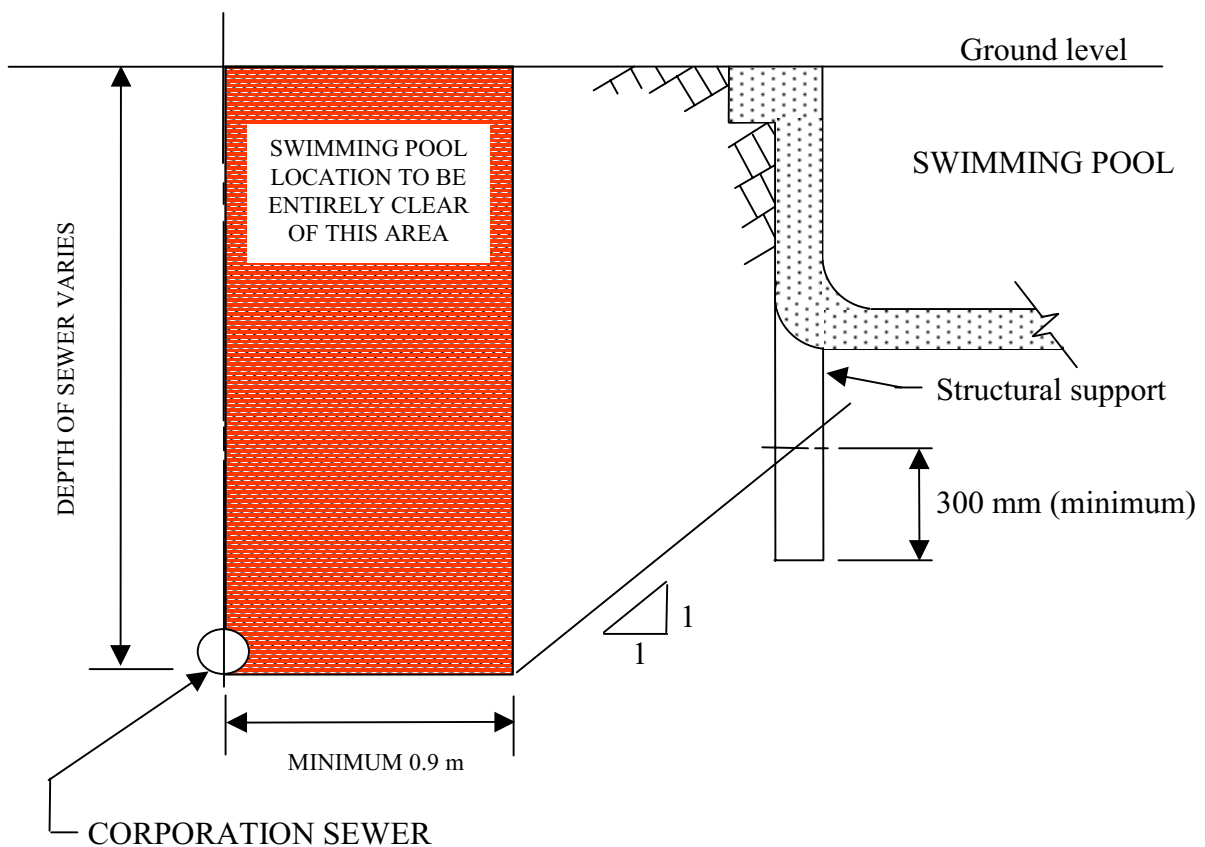 Ground level
SWIMMING POOL
LOCATION TO BE
ENTIRELY CLEAR
OF THIS AREA
SWIMMING POOL
DEPTH OF SEWER VARIES
Structural support
300 mm (minimum)
1
1
MINIMUM 0.9 m
CORPORATION SEWER